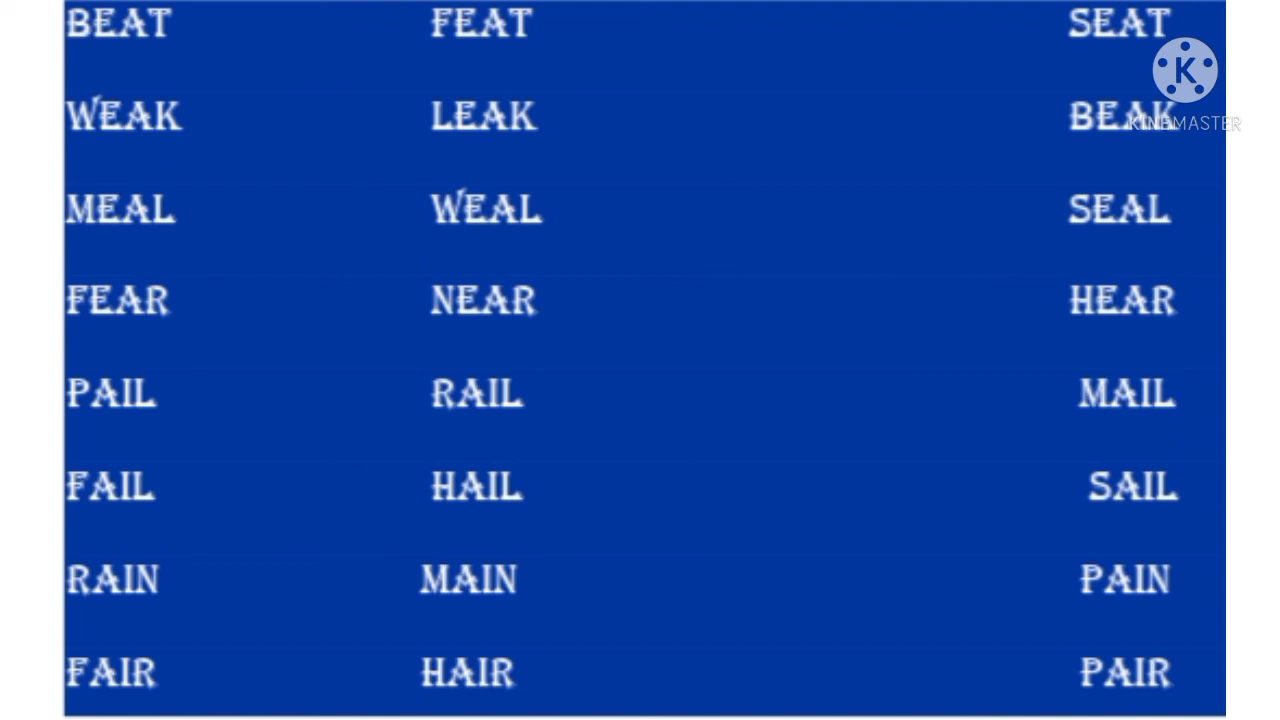 BEAT FEAT SEAT
K
WEAK LEAK BEAK
KINEMASTER
MEAL WEAL SEAL
FEAR NEAR HEAR
PAIL RAIL MAIL
FAIL HAIL SAIL
RAIN MAIN PAIN
FAIR HAIR PAIR